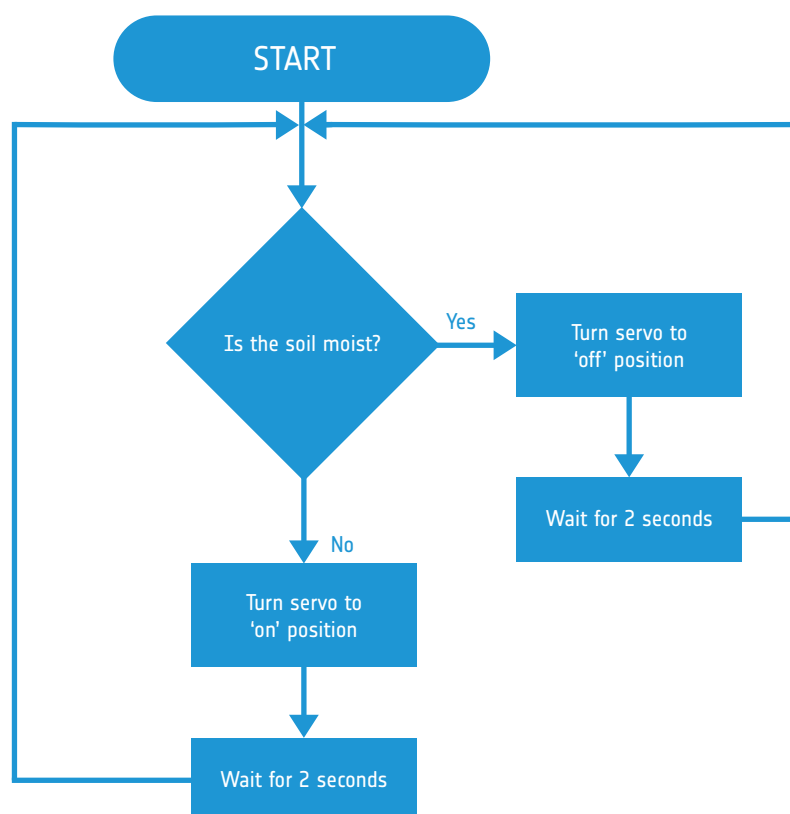 START
Is the soil moist?
Yes
Turn servo to
‘off’ position
Wait for 2 seconds
No
Turn servo to
‘on’ position
Wait for 2 seconds